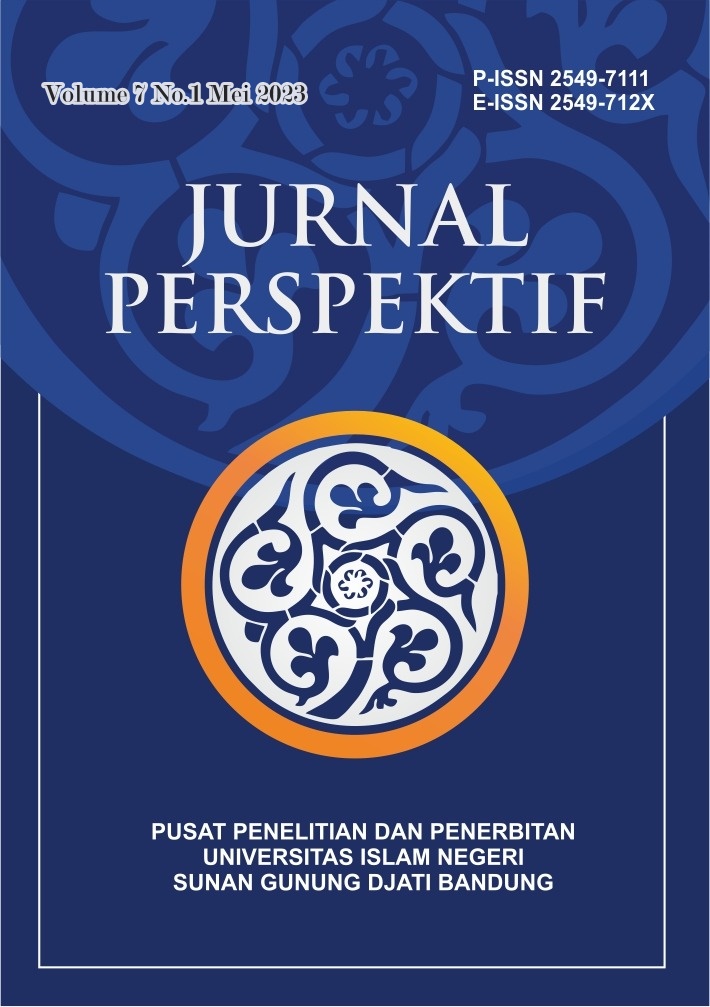 Volume 7 No.1 Mei 2023
P-ISSN 2549-7111
E-ISSN 2549-712X
JURNAL
PERSPEKTIF
PUSAT PENELITIAN DAN PENERBITAN
UNIVERSITAS ISLAM NEGERI
SUNAN GUNUNG DJATI BANDUNG